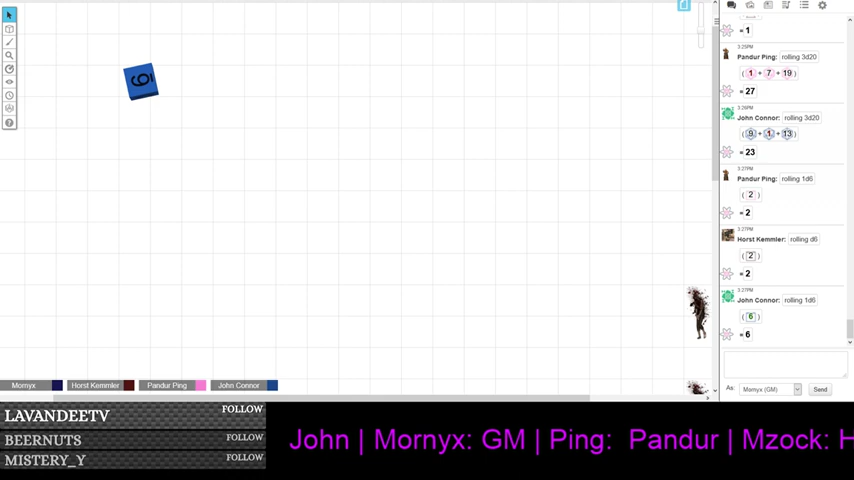 6
= 1
3:25PM
Pandur Ping: rolling 3d20
(1+7+19)
= 27
3:26PM
John Connor: rolling 3d20
(9+1+13)
= 23
3:27PM
Pandur Ping: rolling 1d6
(2)
= 2
3:27PM
Horst Kemmler: rolling d6
(2)
= 2
3:27PM
John Connor: rolling 1d6
(6)
= 6
As Mornyx (GM) Send
Mornyx Horst Kemmler Pandur Ping John Connor
LAVANDEETV FOLLOW
BEERNUTS FOLLOW
MISTERY_Y FOLLOW
John | Mornyx: GM | Ping: Pandur | Mzock: H